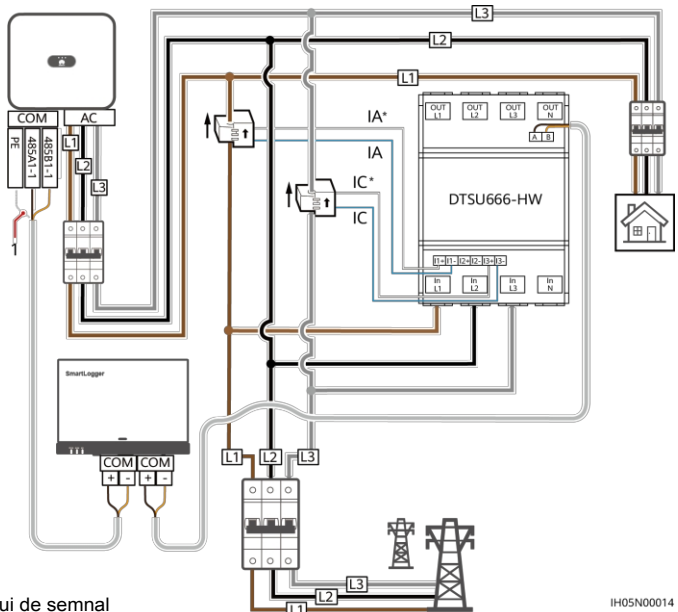 L3
L2
L1
COM
AC
PE
485A1-1
485B1-1
L1
L2
L3
1
IA*
IA
IC*
IC
OUT L1
OUT L2
OUT L3
OUT N
A B
DTSU666-HW
I1+ I1- I2+ I2- I3+ I3-
In L1
In L2
In L3
In N
SmartLogger
COM COM
+ - + -
L1
L2
L3
L3
L2
L1
ui de semnal
IH05N00014